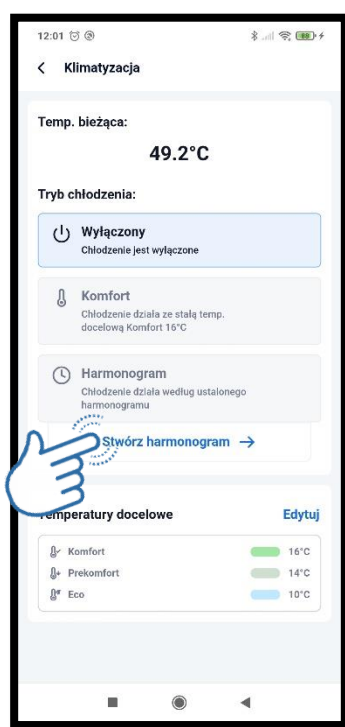 12:01
88
Klimatyzacja
Temp. bieżąca:
49.2°C
Tryb chłodzenia:
Wyłączony
Chłodzenie jest wyłączone
Komfort
Chłodzenie działa ze stałą temp.
docelową Komfort 16°C
Harmonogram
Chłodzenie działa według ustalonego
harmonogramu
Stwórz harmonogram →
Temperatury docelowe Edytuj
Komfort 16°C
Prekomfort 14°C
Eco 10°C